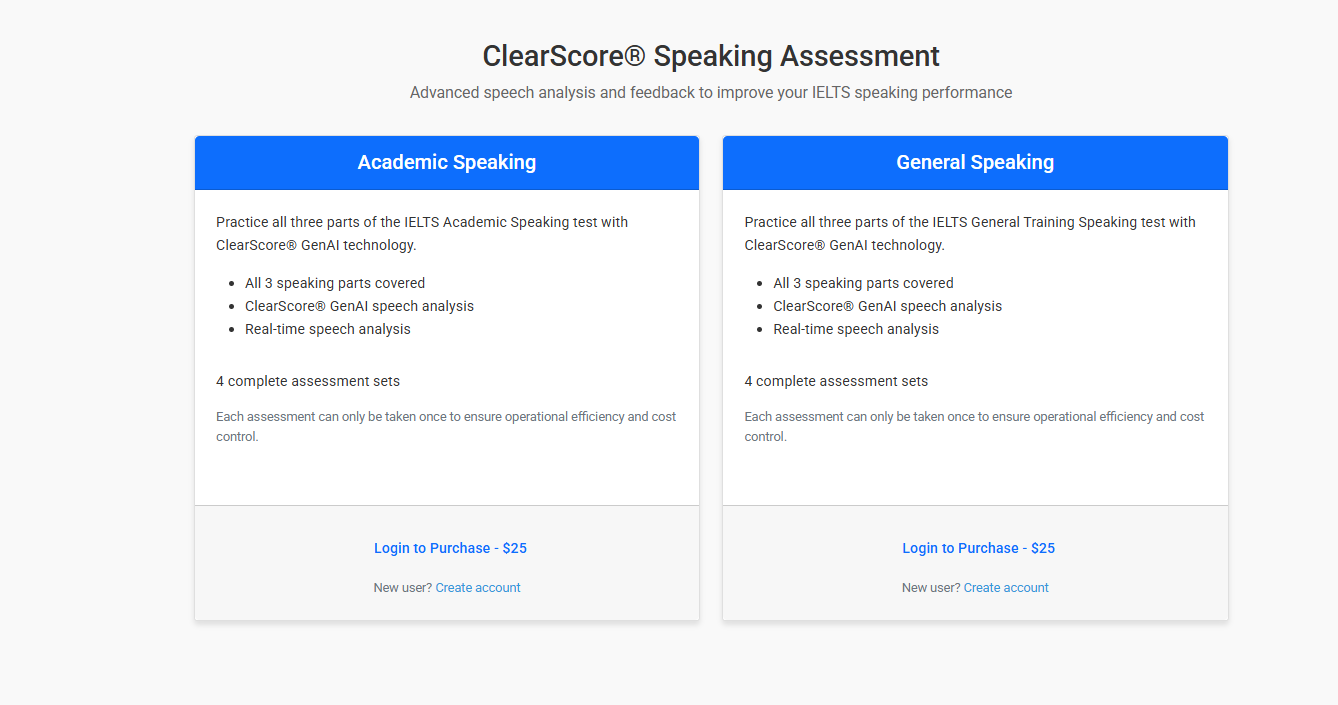 ClearScore® Speaking Assessment
Advanced speech analysis and feedback to improve your IELTS speaking performance
Academic Speaking
Practice all three parts of the IELTS Academic Speaking test with
ClearScore® GenAI technology.
All 3 speaking parts covered
ClearScore® GenAI speech analysis
Real-time speech analysis
4 complete assessment sets
Each assessment can only be taken once to ensure operational efficiency and cost
control.
Login to Purchase - $25
New user? Create account
General Speaking
Practice all three parts of the IELTS General Training Speaking test with
ClearScore® GenAI technology.
All 3 speaking parts covered
ClearScore® GenAI speech analysis
Real-time speech analysis
4 complete assessment sets
Each assessment can only be taken once to ensure operational efficiency and cost
control.
Login to Purchase - $25
New user? Create account